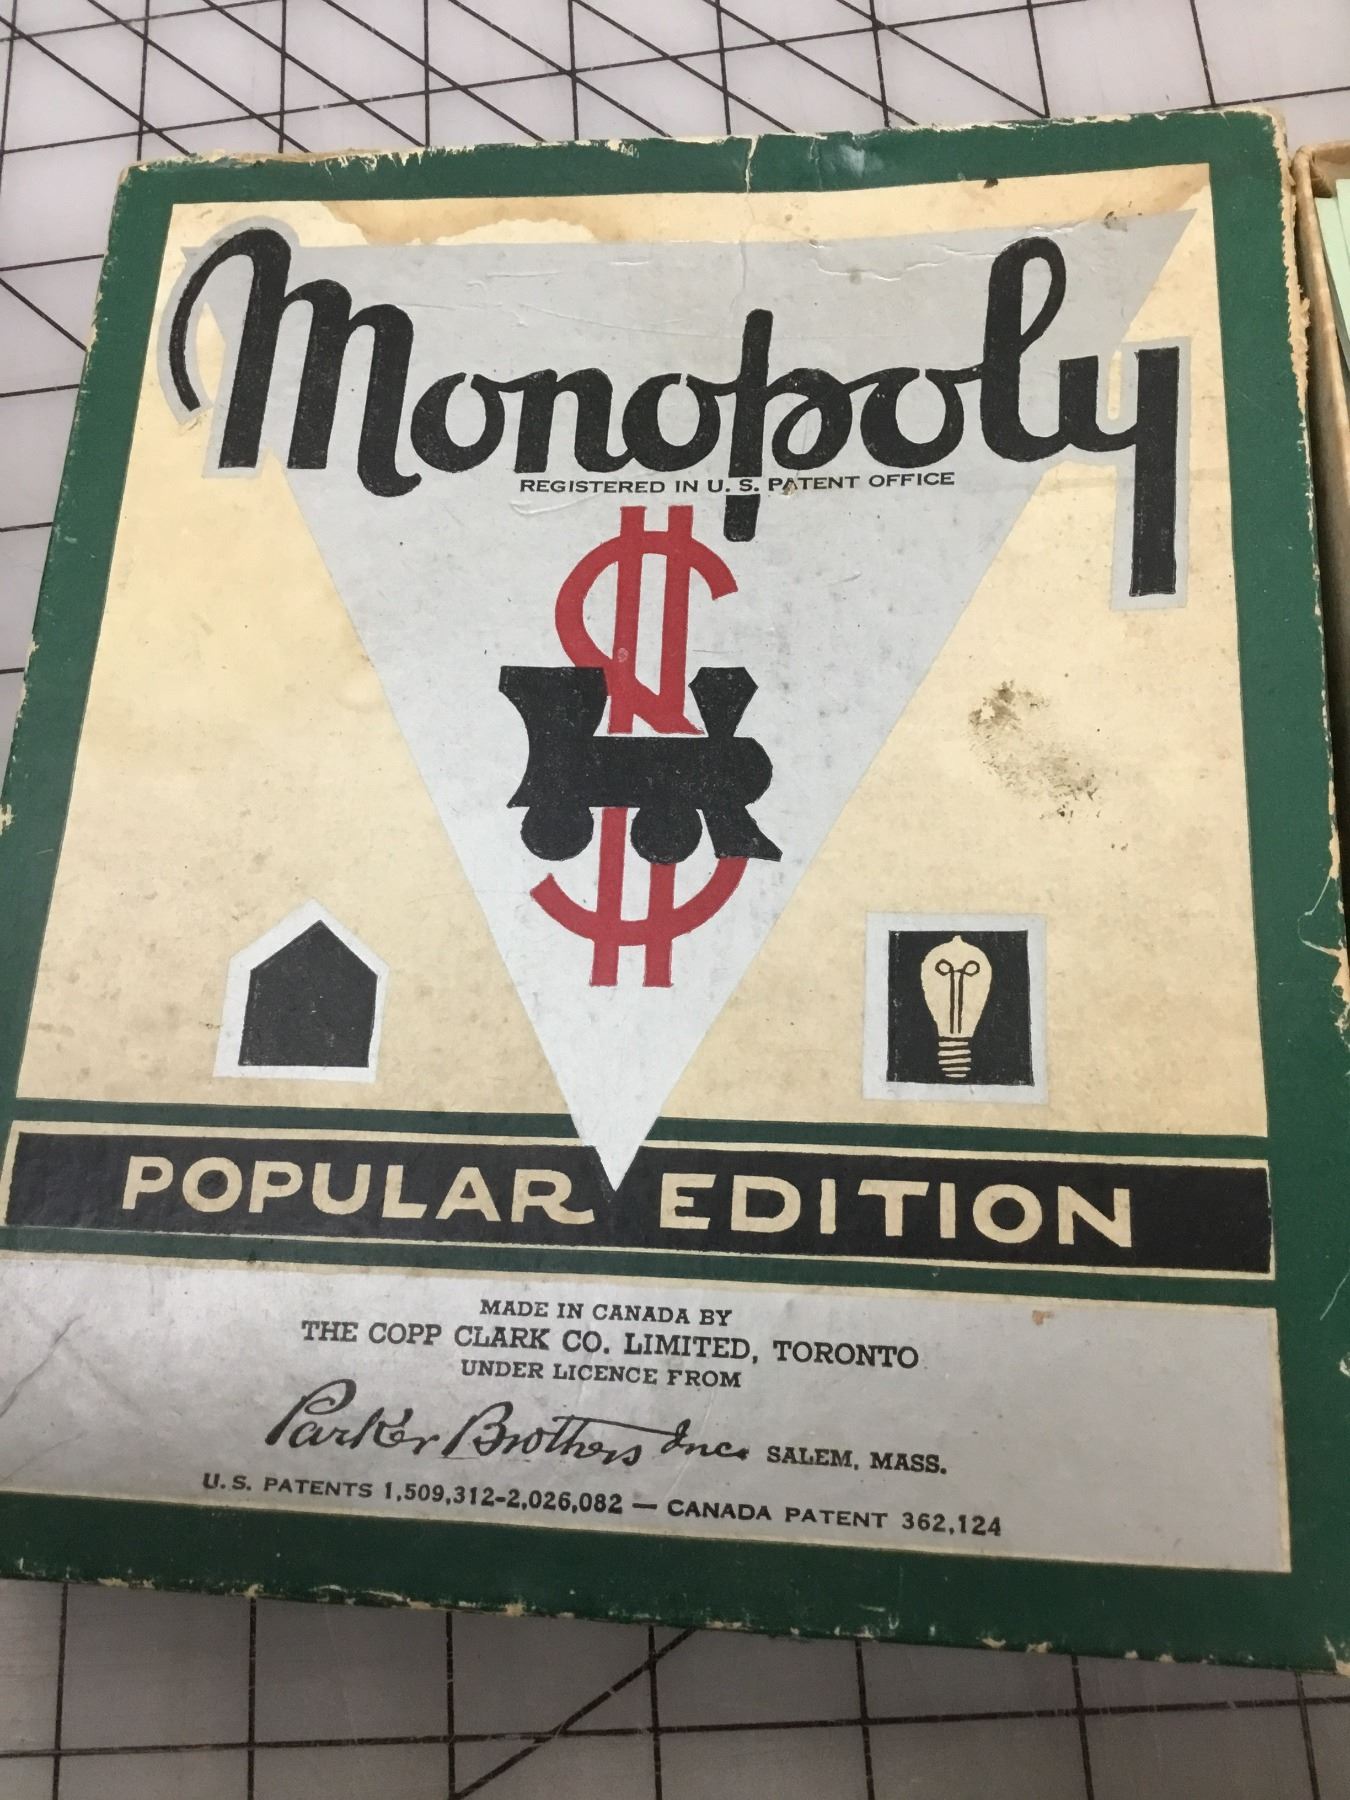 Monopoly
REGISTERED IN U. S. PATENT OFFICE
POPULAR EDITION
MADE IN CANADA BY
THE COPP CLARK CO. LIMITED, TORONTO
UNDER LICENCE FROM
Parker Brothers Inc. SALEM, MASS.
U. S. PATENTS 1,509,312-2,026,082 — CANADA PATENT 362,124